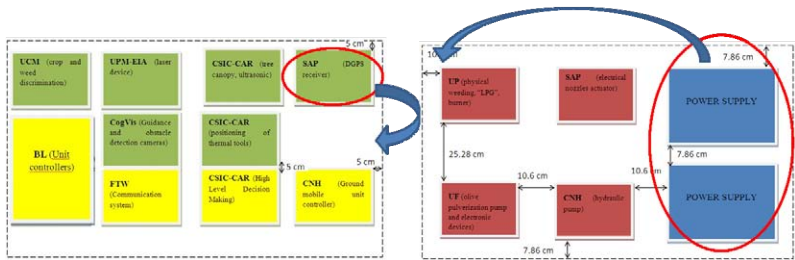 5 cm
UCM (crop and
weed
discrimination)
UPM-EIA (laser
device)
CSIC-CAR (tree
canopy, ultrasonic)
SAP (DGPS
receiver)
BL (Unit
controllers)
CogVis (Guidance
and obstacle
detection cameras)
CSIC-CAR
(positioning of
thermal tools)
5 cm
5 cm
FTW
(Communication
system)
CSIC-CAR (High
Level Decision
Making)
CNH (Ground
mobile unit
controller)
7.86 cm
UP (physical
weeding, "LPG",
burner)
SAP (electrical
nozzles actuator)
POWER SUPPLY
25.28 cm
7.86 cm
10.6 cm
10.6 cm
UF (olive
pulverization pump
and electronic
devices)
CNH (hydraulic
pump)
POWER SUPPLY
7.86 cm